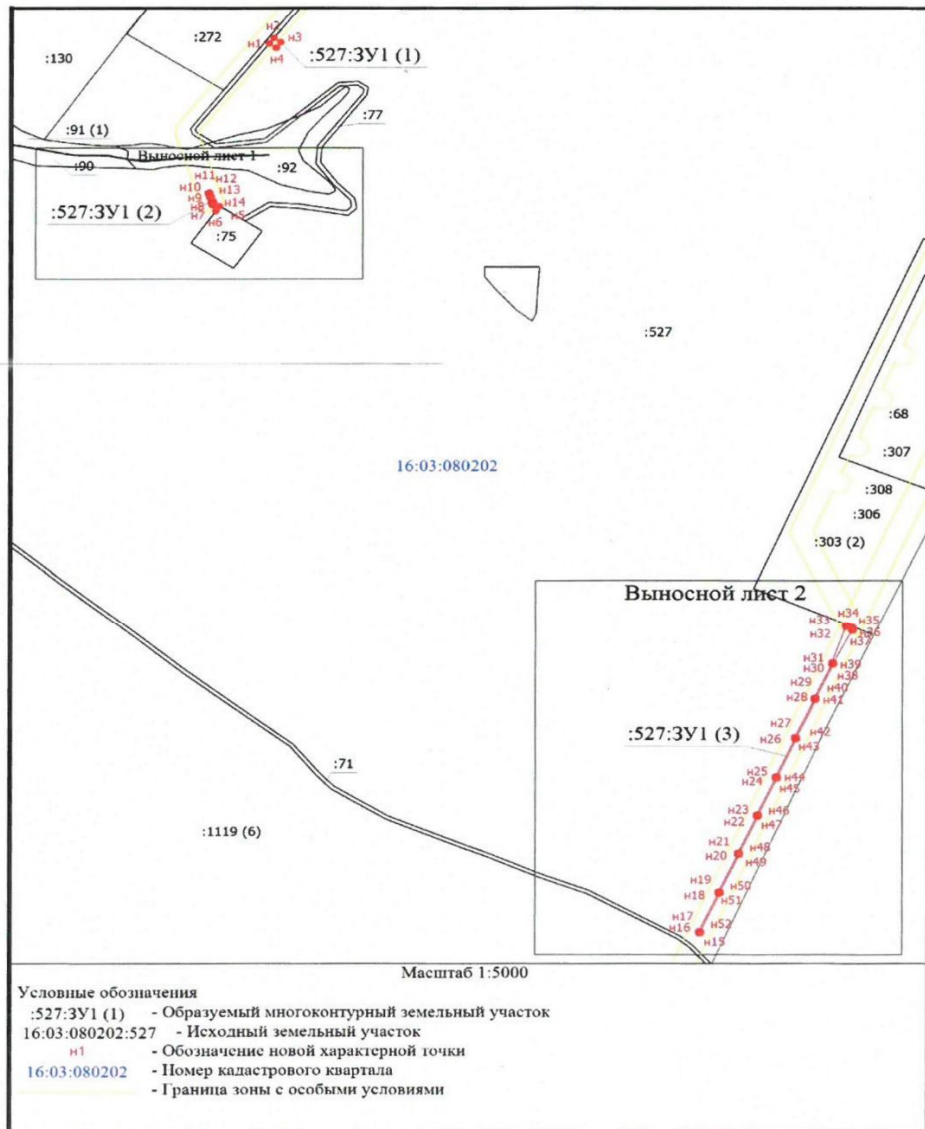 :272
н2
н1 н3
н4
:527:ЗУ1 (1)
:130
:77
:91 (1)
Выносной лист 1
:90
:92
н11 н12
н10 н13
н9
н8 н14
н7 н5
н6
:527:ЗУ1 (2)
:75
:527
:68
:307
16:03:080202
:308
:306
:303 (2)
Выносной лист 2
н33 н34 н35
н32 н36
н37
н31 н39
н30 н38
н29 н40
н28 н41
:527:ЗУ1 (3)
н27 н42
н26 н43
:71
н25 н44
н24 н45
н23 н46
н22 н47
:1119 (6)
н21 н48
н20 н49
н19 н50
н18 н51
н17 н52
н16 н15
Масштаб 1:5000
Условные обозначения
:527:ЗУ1 (1) - Образуемый многоконтурный земельный участок
16:03:080202:527 - Исходный земельный участок
н1 - Обозначение новой характерной точки
16:03:080202 - Номер кадастрового квартала
- Граница зоны с особыми условиями